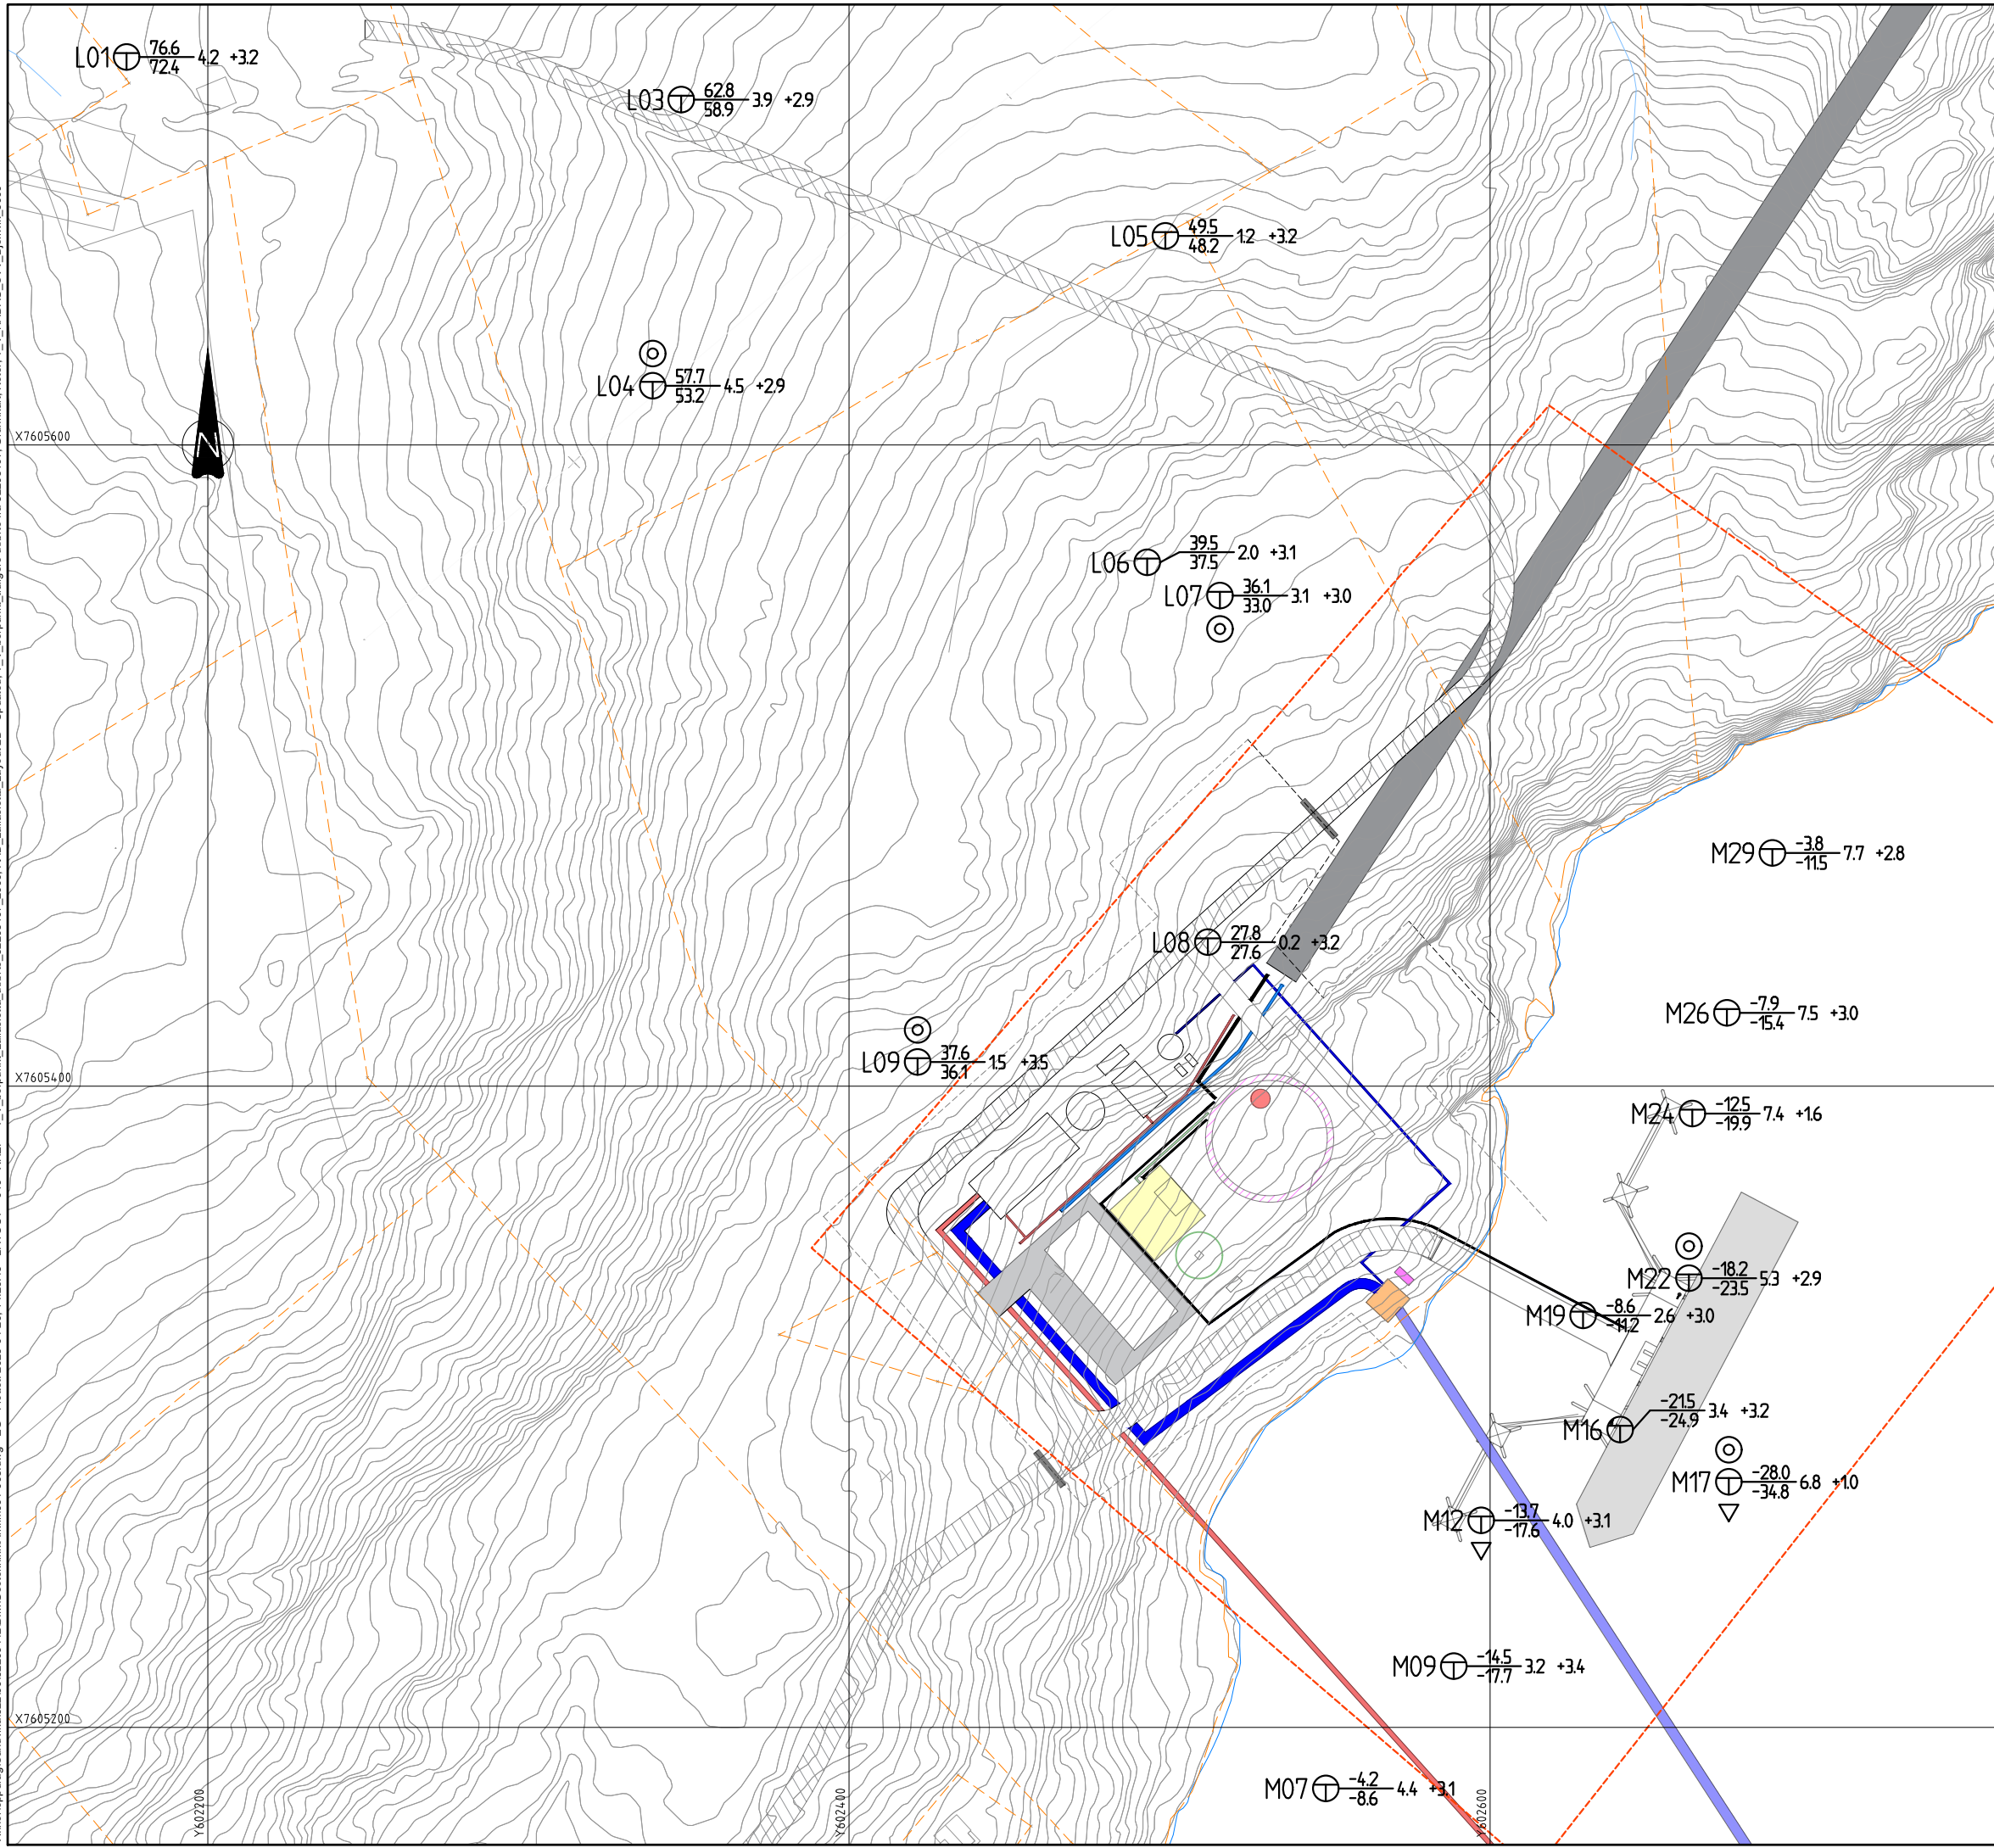 L01 76.6 72.4 4.2 +3.2
L03 62.8 58.9 3.9 +2.9
L05 49.5 48.2 1.2 +3.2
L04 57.7 53.2 4.5 +2.9
X7605600
N
L06 39.5 37.5 2.0 +3.1
L07 36.1 33.0 3.1 +3.0
M29 -3.8 -11.5 7.7 +2.8
L08 27.8 27.6 0.2 +3.2
M26 -7.9 -15.4 7.5 +3.0
L09 37.6 36.1 1.5 +3.5
X7605400
M24 -12.5 -19.9 7.4 +1.6
M22 -18.2 -23.5 5.3 +2.9
M19 -8.6 -11.2 2.6 +3.0
M16 -21.5 -24.9 3.4 +3.2
M17 -28.0 -34.8 6.8 +1.0
M12 -13.7 -17.6 4.0 +3.1
M09 -14.5 -17.7 3.2 +3.4
X7605200
M07 -4.2 -8.6 4.4 +3.1
Y602200
Y602400
Y602600